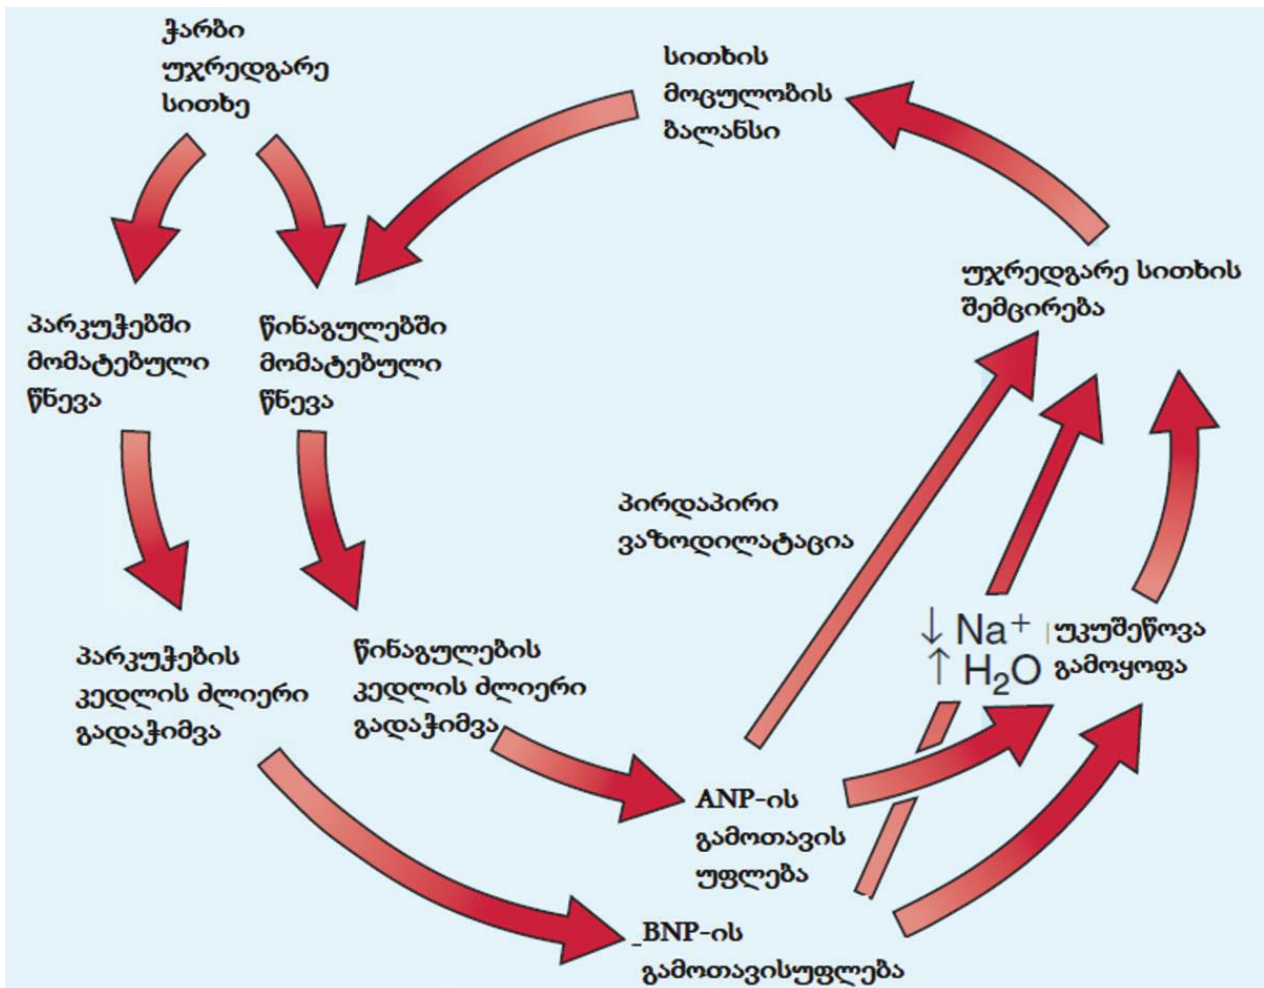 ჭარბი
უჯრედგარე
სითხე
სითხის
მოცულობის
ბალანსი
უჯრედგარე სითხის
შემცირება
პარკუჭებში
მომატებული
წნევა
წინაგულებში
მომატებული
წნევა
პირდაპირი
ვაზოდილატაცია
↓ Na⁺ უკუშეწოვა
↑ H₂O გამოყოფა
პარკუჭების
კედლის ძლიერი
გადაჭიმვა
წინაგულების
კედლის ძლიერი
გადაჭიმვა
ANP-ის
გამოთავის
უფლება
_BNP-ის
გამოთავისუფლება